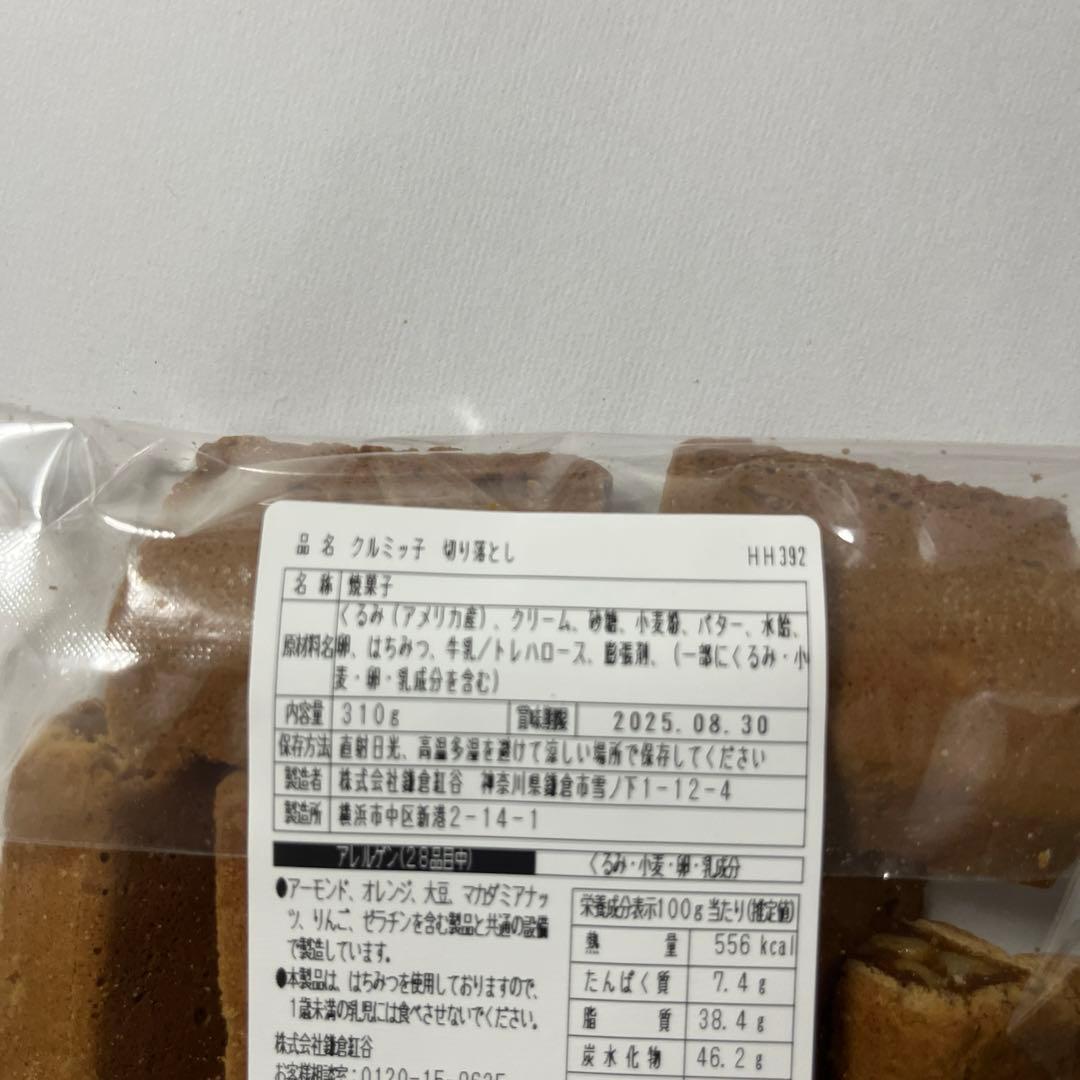 品名 クルミッ子 切り落とし HH392
名称 焼菓子
くるみ(アメリカ産)、クリーム、砂糖、小麦粉、バター、水飴、
原材料名 卵、はちみつ、牛乳/トレハロース、膨張剤、(一部にくるみ・小
麦・卵・乳成分を含む)
内容量 310g 賞味期限 2025.08.30
保存方法 直射日光、高温多湿を避けて涼しい場所で保存してください
製造者 株式会社鎌倉紅谷 神奈川県鎌倉市雪ノ下1-12-4
製造所 横浜市中区新港2-14-1
アレルゲン(28品目中) くるみ・小麦・卵・乳成分
●アーモンド、オレンジ、大豆、マカダミアナッ
ツ、りんご、ゼラチンを含む製品と共通の設備
で製造しています。
●本製品は、はちみつを使用しておりますので、
1歳未満の乳児には食べさせないでください。
株式会社鎌倉紅谷
お客様相談室:0120-15-
栄養成分表示100g当たり(推定値)
熱量 556 kcal
たんぱく質 7.4 g
脂質 38.4 g
炭水化物 46.2 g